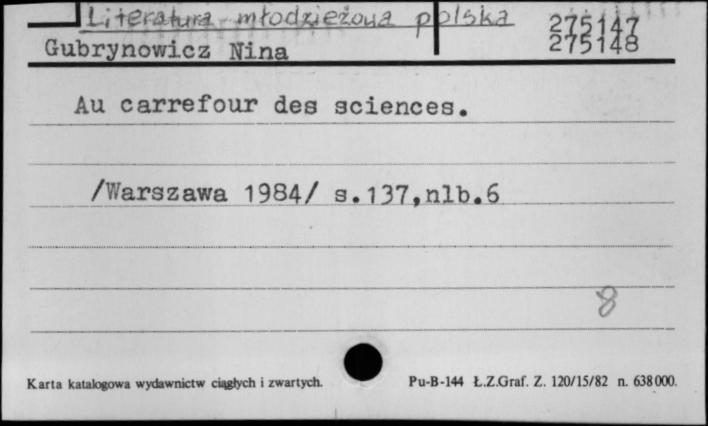 Literatura młodzieżowa polska 275147
Gubrynowicz Nina 275148
Au carrefour des sciences.
/Warszawa 1984/ s.137,nlb.6
8
Karta katalogowa wydawnictw ciągłych i zwartych. Pu-B-144 Ł.Z.Graf. Z. 120/15/82 n. 638000.